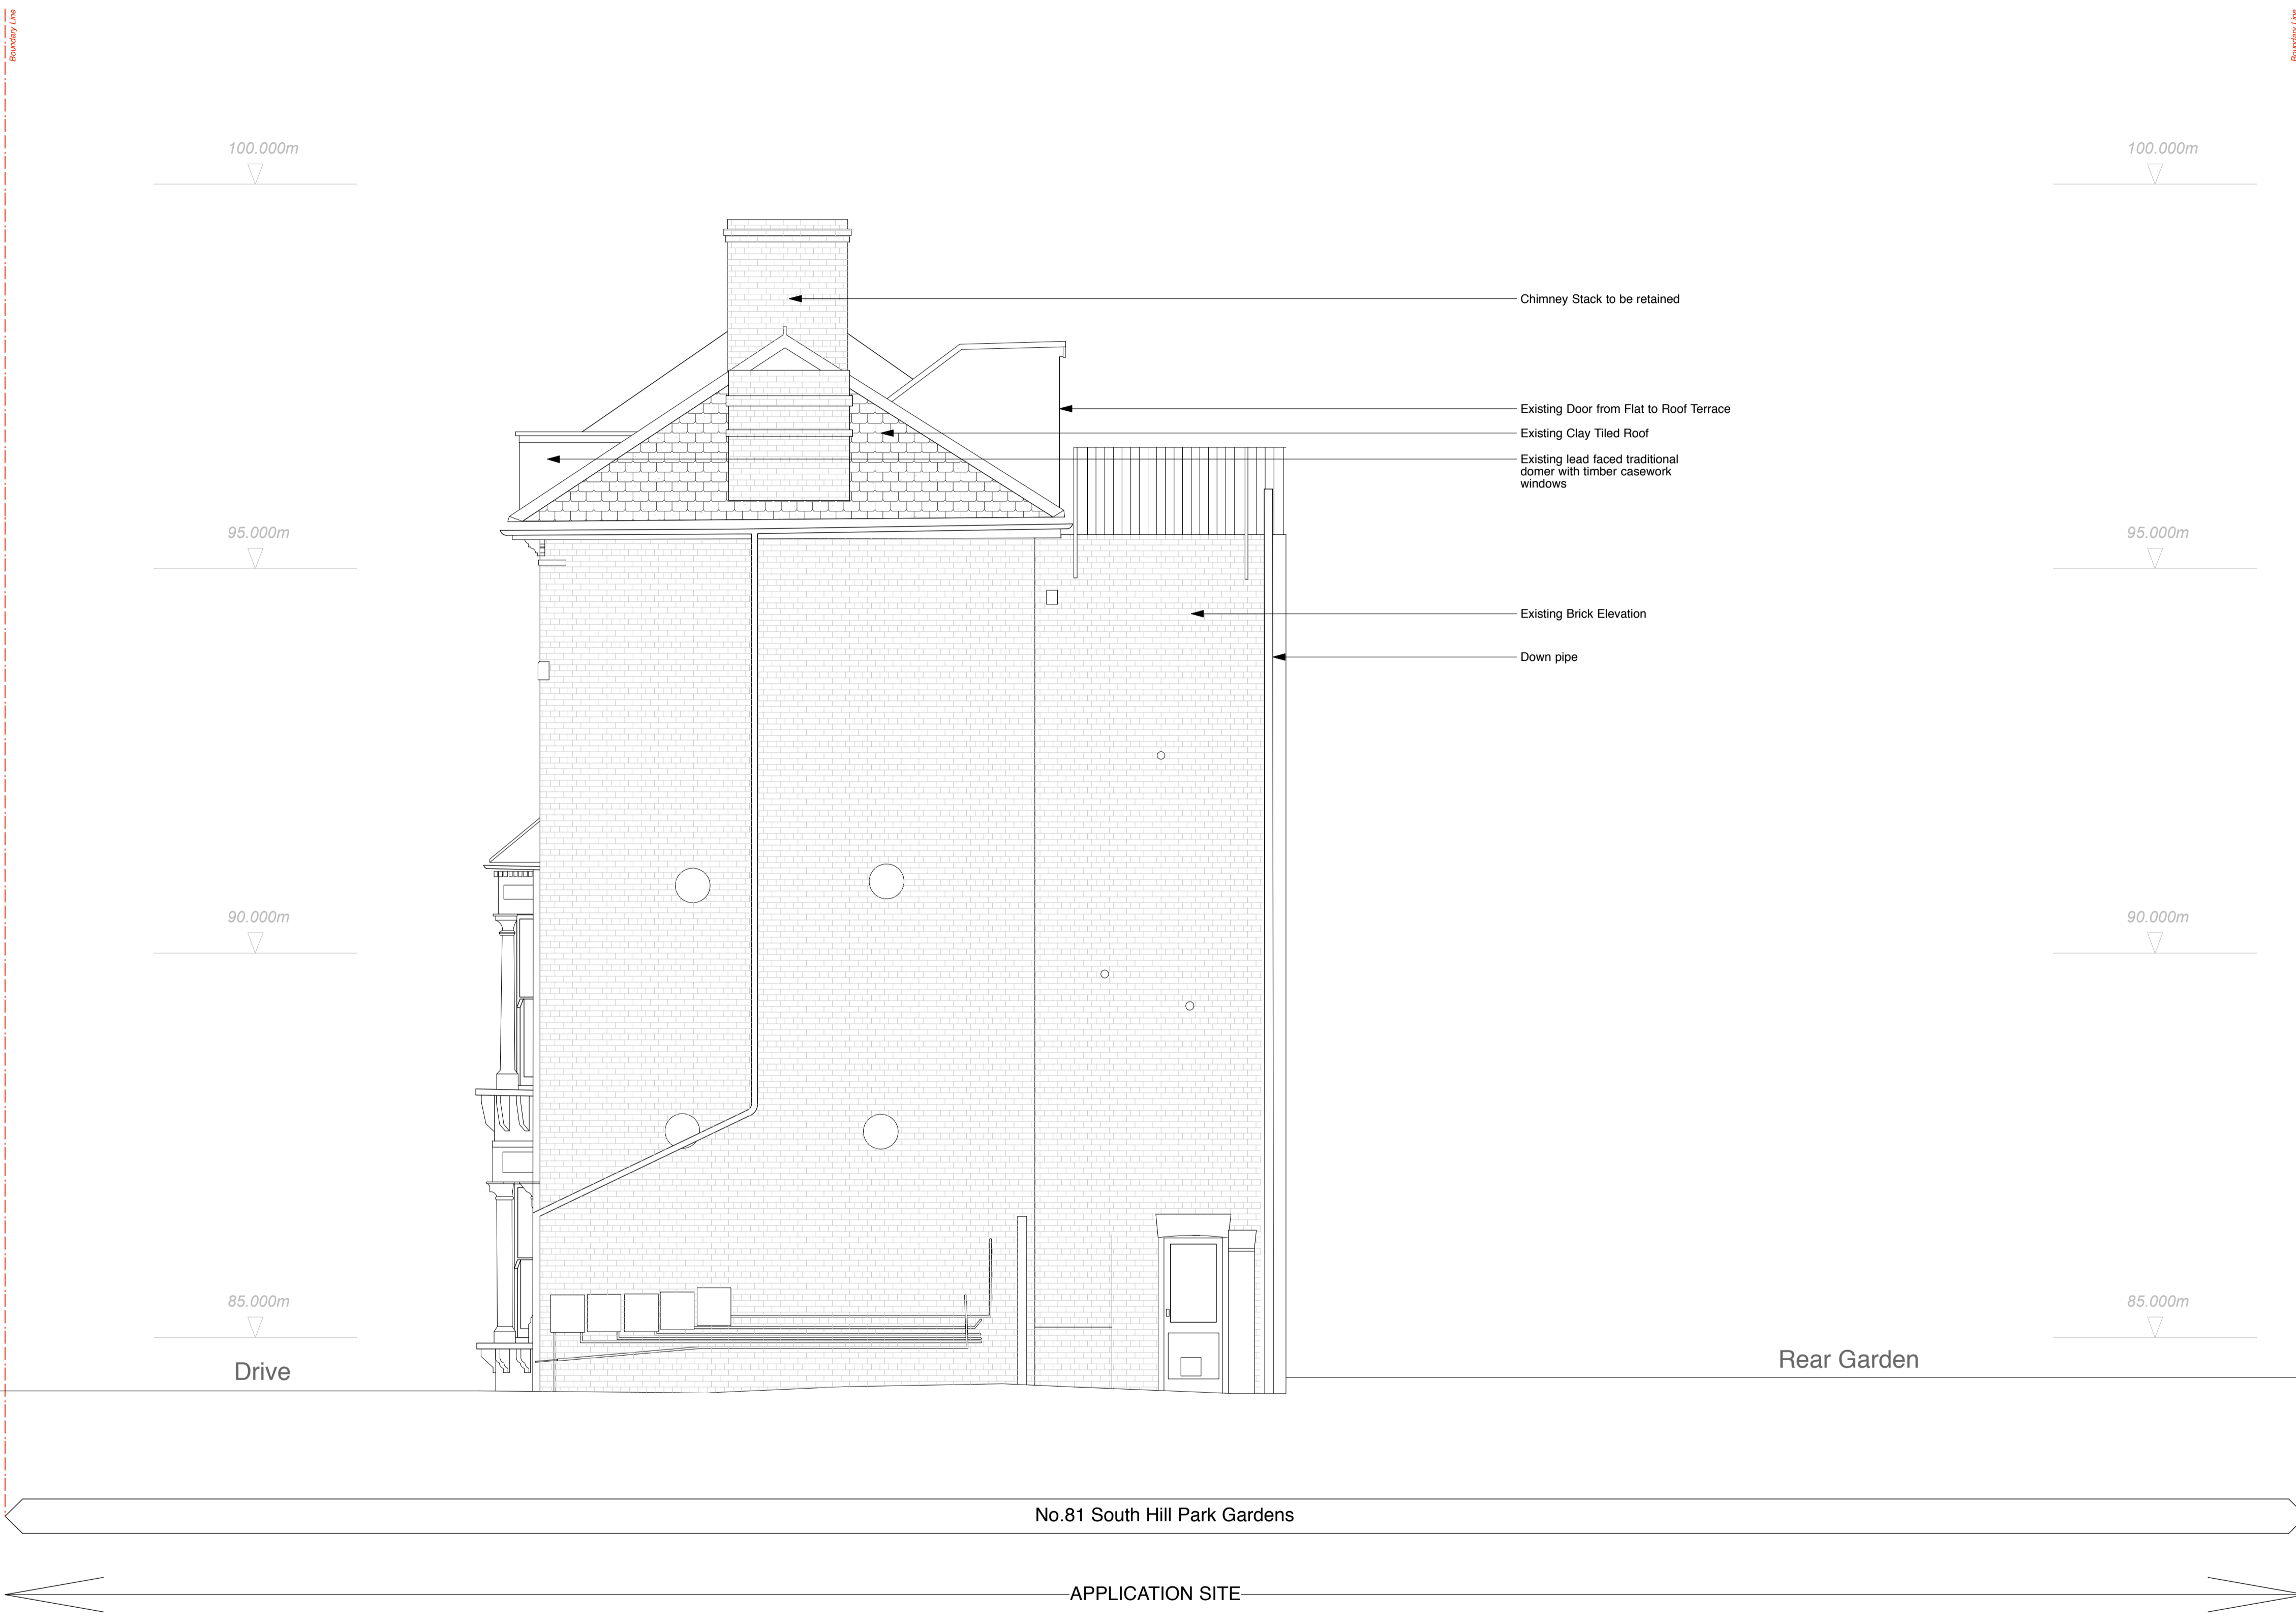 Boundary Line
Boundary Line
100.000m
100.000m
Chimney Stack to be retained
Existing Door from Flat to Roof Terrace
Existing Clay Tiled Roof
Existing lead faced traditional
domer with timber casework
windows
95.000m
95.000m
Existing Brick Elevation
Down pipe
90.000m
90.000m
85.000m
85.000m
Drive
Rear Garden
No.81 South Hill Park Gardens
APPLICATION SITE